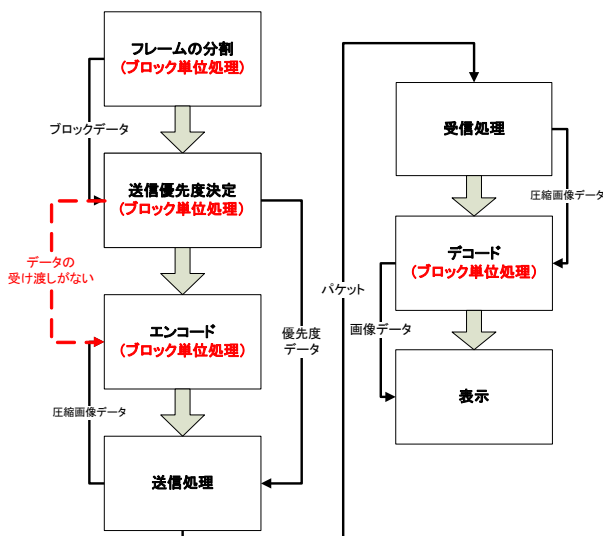 フレームの分割
(ブロック単位処理)
ブロックデータ
送信優先度決定
(ブロック単位処理)
データの
受け渡しがない
エンコード
(ブロック単位処理)
優先度
データ
圧縮画像データ
送信処理
パケット
受信処理
圧縮画像データ
デコード
(ブロック単位処理)
画像データ
表示